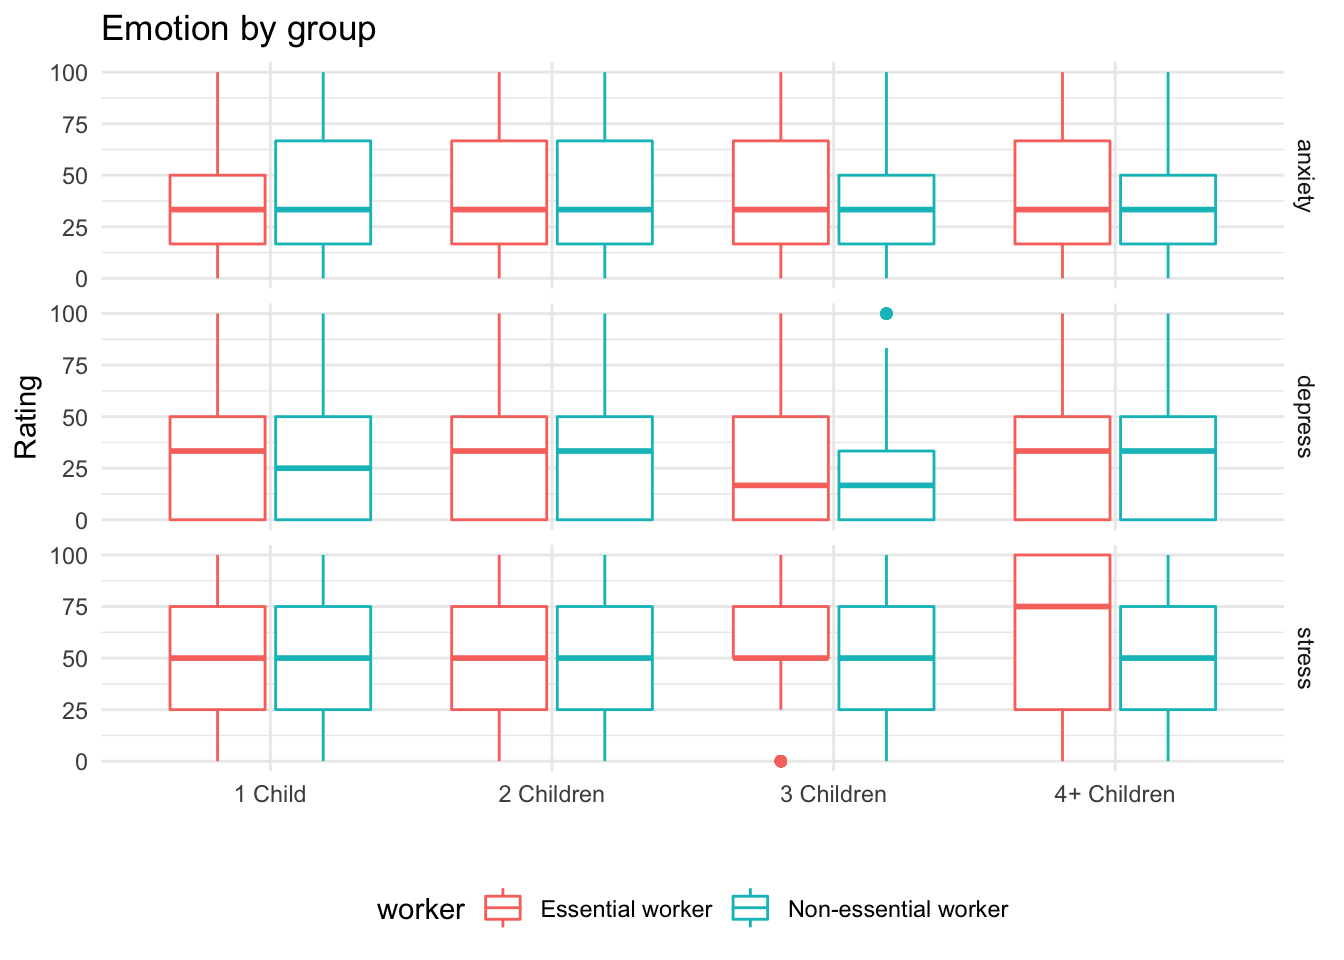 Emotion by group
100
75
50
25
0
anxiety
100
75
50
25
0
depress
Rating
100
75
50
25
0
stress
1 Child 2 Children 3 Children 4+ Children
worker Essential worker Non-essential worker